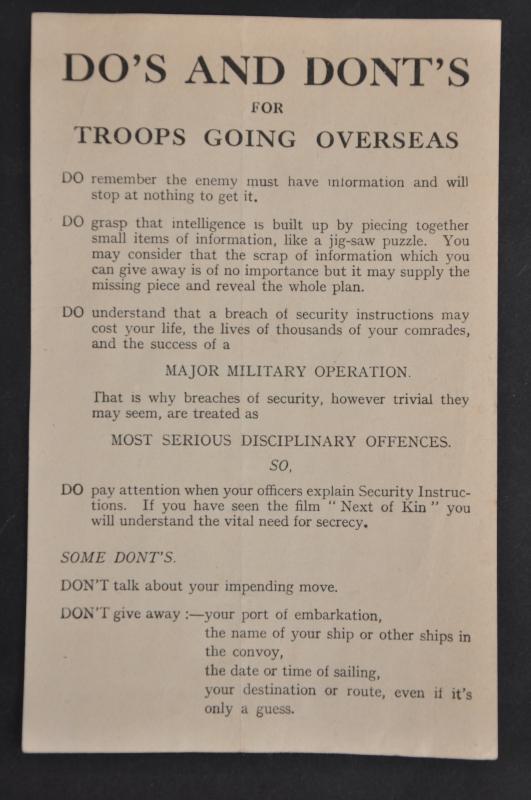 DO'S AND DONT'S
FOR
TROOPS GOING OVERSEAS
DO remember the enemy must have information and will
stop at nothing to get it.
DO grasp that intelligence is built up by piecing together
small items of information, like a jig-saw puzzle. You
may consider that the scrap of information which you
can give away is of no importance but it may supply the
missing piece and reveal the whole plan.
DO understand that a breach of security instructions may
cost your life, the lives of thousands of your comrades,
and the success of a
MAJOR MILITARY OPERATION.
That is why breaches of security, however trivial they
may seem, are treated as
MOST SERIOUS DISCIPLINARY OFFENCES.
SO,
DO pay attention when your officers explain Security Instruc-
tions. If you have seen the film "Next of Kin" you
will understand the vital need for secrecy.
SOME DONT'S.
DON'T talk about your impending move.
DON'T give away :—your port of embarkation,
the name of your ship or other ships in
the convoy,
the date or time of sailing,
your destination or route, even if it's
only a guess.